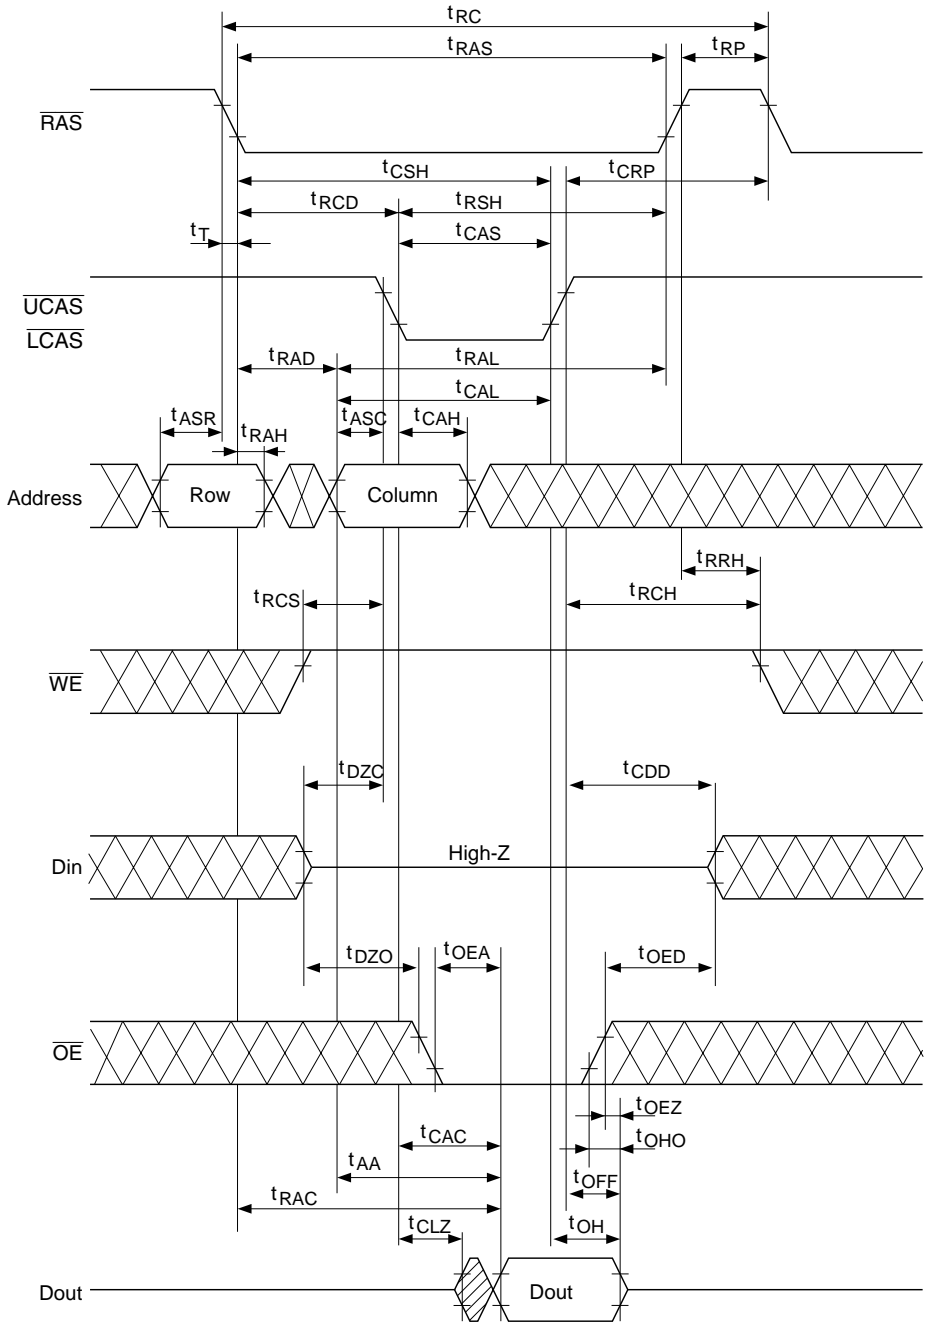 tRC
tRAS
tRP
RAS
tCSH
tCRP
tRCD
tRSH
tT
tCAS
UCAS
LCAS
tRAD
tRAL
tCAL
tASR
tASC
tCAH
tRAH
Address
Row
Column
tRRH
tRCS
tRCH
WE
tDZC
tCDD
Din
High-Z
tDZO
tOEA
tOED
OE
tOEZ
tCAC
tOHO
tAA
tOFF
tRAC
tCLZ
tOH
Dout
Dout